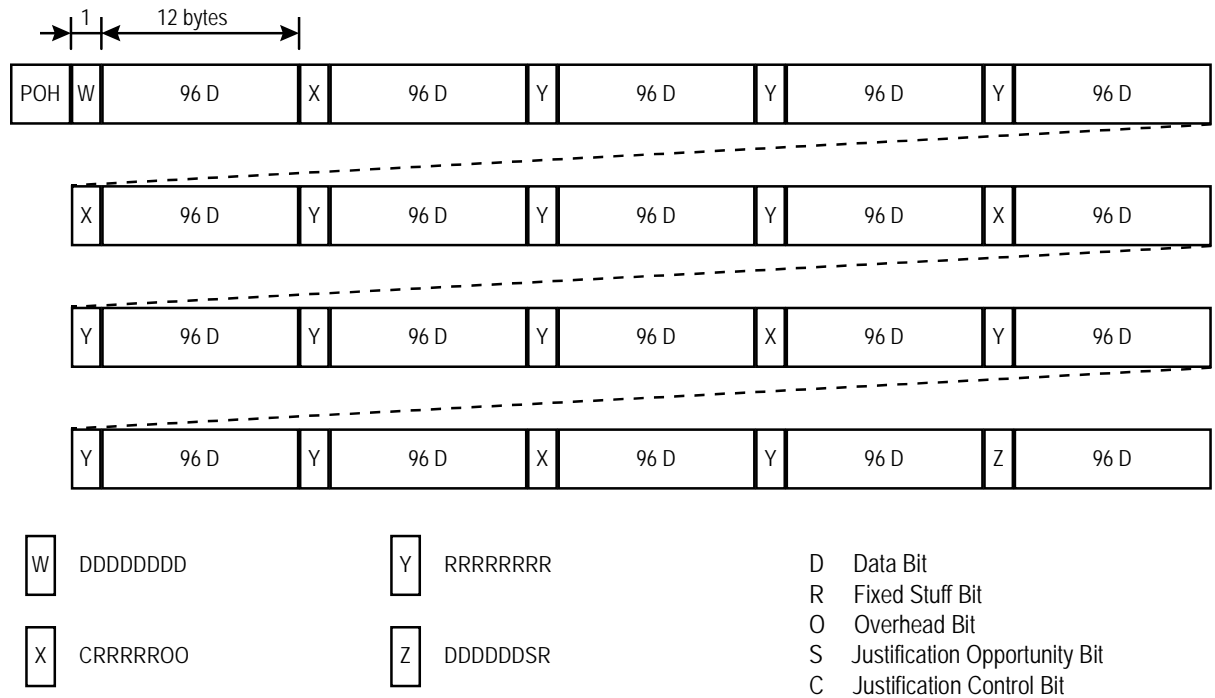 1 12 bytes
POH W 96 D X 96 D Y 96 D Y 96 D Y 96 D
X 96 D Y 96 D Y 96 D Y 96 D X 96 D
Y 96 D Y 96 D Y 96 D X 96 D Y 96 D
Y 96 D Y 96 D X 96 D Y 96 D Z 96 D
W DDDDDDDD Y RRRRRRRR D Data Bit
R Fixed Stuff Bit
O Overhead Bit
X CRRRRROO Z DDDDDDSR S Justification Opportunity Bit
C Justification Control Bit